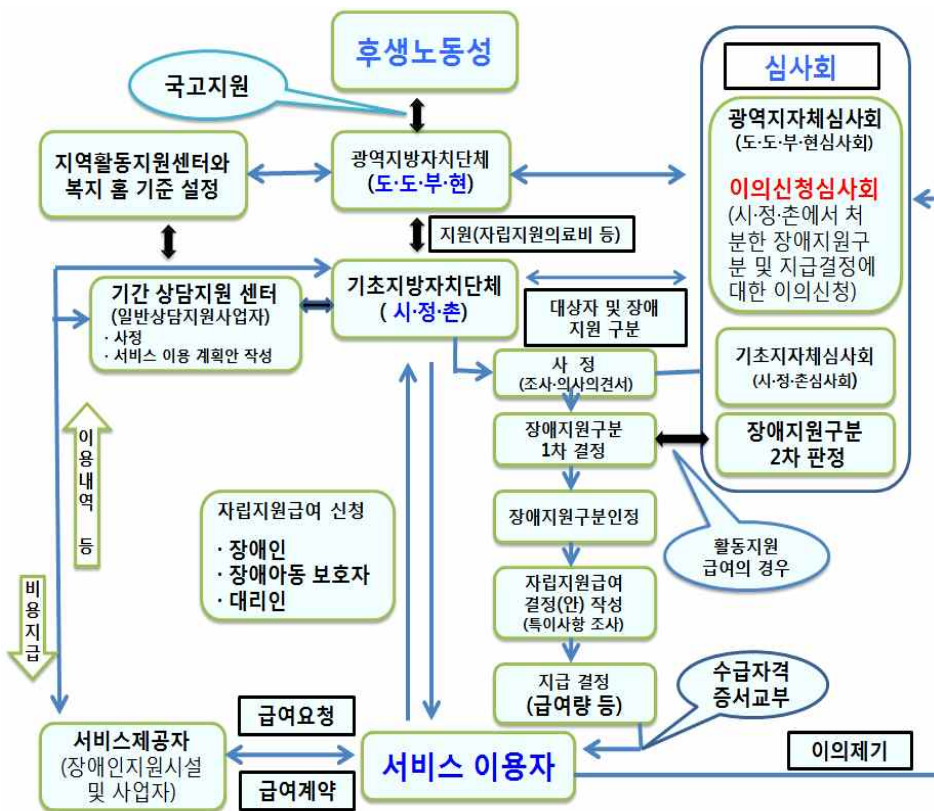 후생노동성
국고지원
심사회
광역지자체심사회
(도·도·부·현심사회)
이의신청심사회
(시·정·촌에서 처
분한 장애지원구
분 및 지급결정에
대한 이의신청)
지역활동지원센터와
복지 홈 기준 설정
광역지방자치단체
(도·도·부·현)
지원(자립지원의료비 등)
기간 상담지원 센터
(일반상담지원사업자)
· 사정
· 서비스 이용 계획안 작성
기초지방자치단체
( 시·정·촌)
대상자 및 장애
지원 구분
기초지자체심사회
(시·정·촌심사회)
사 정
(조사·의사의견서)
장애지원구분
1차 결정
장애지원구분
2차 판정
이용내역 등
자립지원급여 신청
· 장애인
· 장애아동 보호자
· 대리인
장애지원구분인정
활동지원
급여의 경우
비용지급
자립지원급여
결정(안) 작성
(특이사항 조사)
지급 결정
(급여량 등)
수급자격
증서교부
서비스제공자
(장애인지원시설
및 사업자)
급여요청
급여계약
서비스 이용자
이의제기